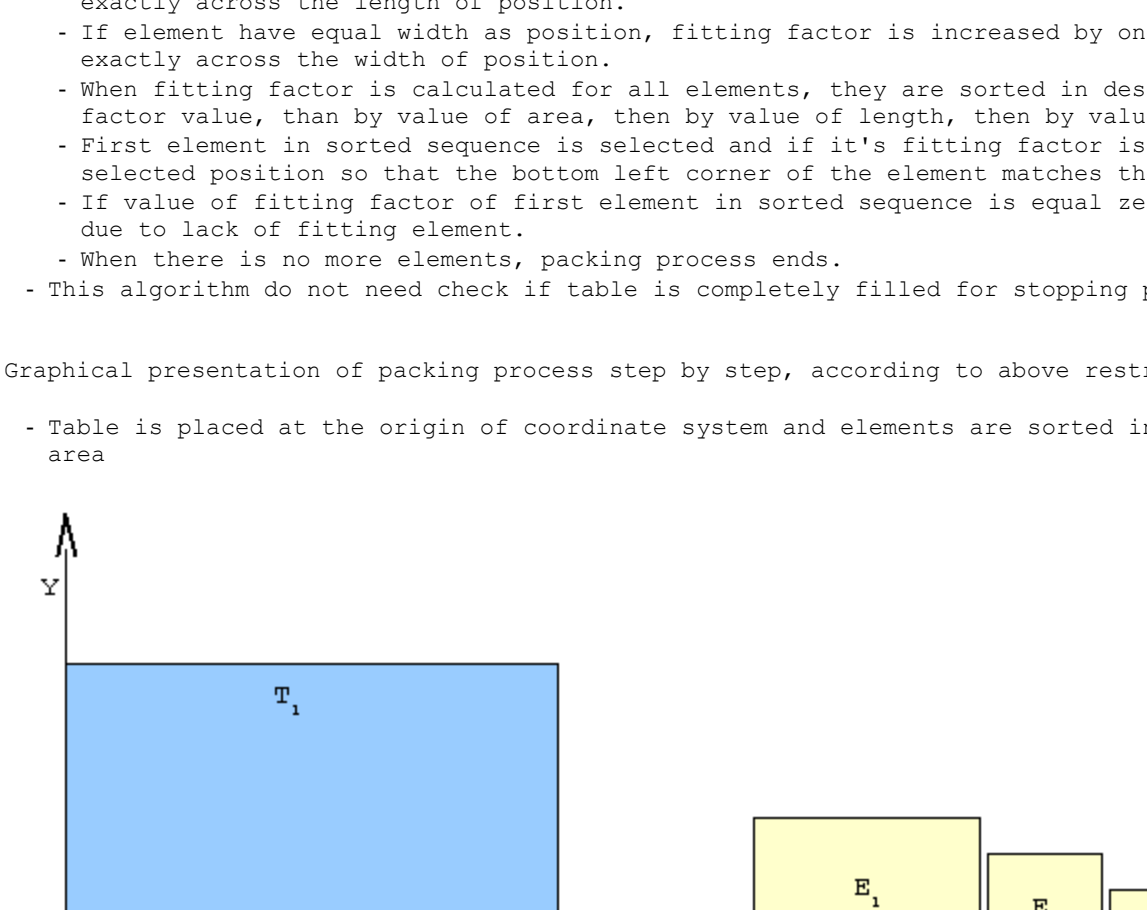 exactly across the length of position.
- If element have equal width as position, fitting factor is increased by on
exactly across the width of position.
- When fitting factor is calculated for all elements, they are sorted in des
factor value, than by value of area, then by value of length, then by valu
- First element in sorted sequence is selected and if it's fitting factor is
selected position so that the bottom left corner of the element matches th
- If value of fitting factor of first element in sorted sequence is equal ze
due to lack of fitting element.
- When there is no more elements, packing process ends.
- This algorithm do not need check if table is completely filled for stopping p
Graphical presentation of packing process step by step, according to above restr
- Table is placed at the origin of coordinate system and elements are sorted in
area
Y
T₁
E₁
E